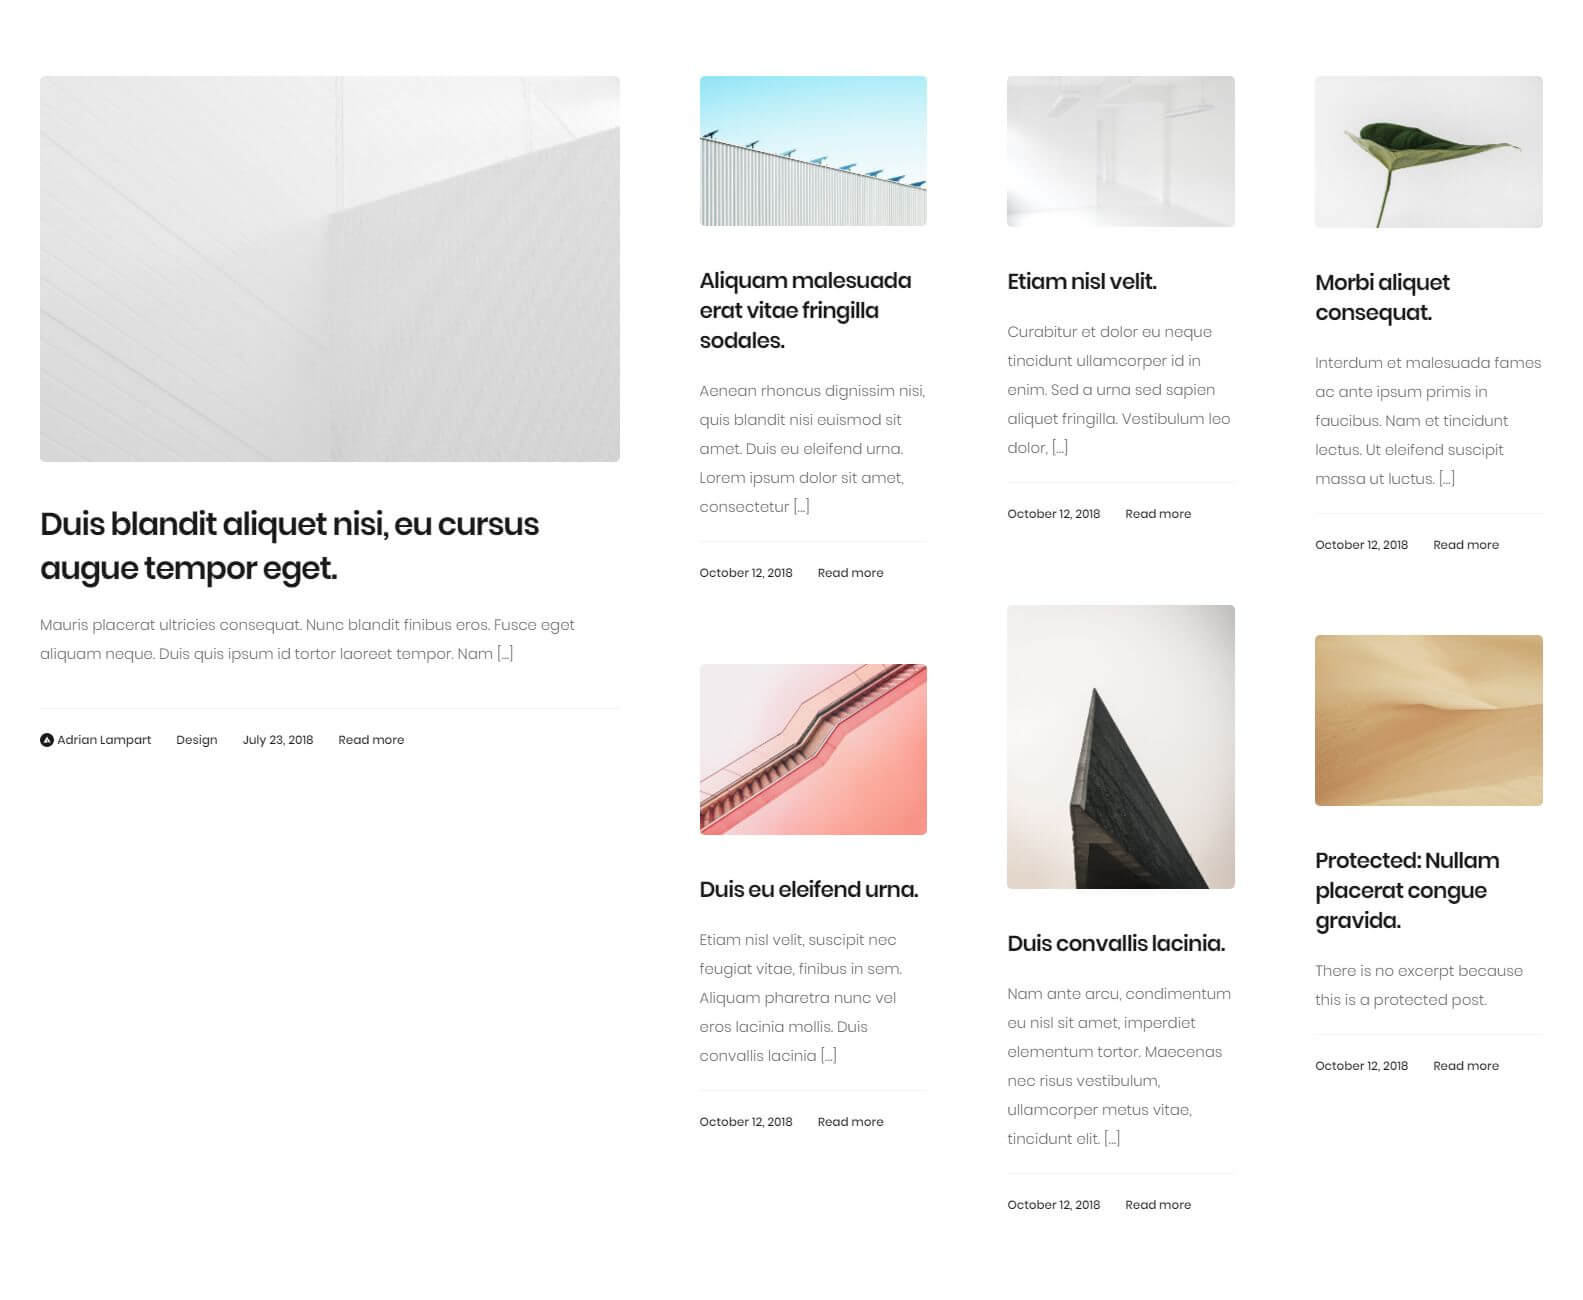 Duis blandit aliquet nisi, eu cursus
augue tempor eget.
Mauris placerat ultricies consequat. Nunc blandit finibus eros. Fusce eget
aliquam neque. Duis quis ipsum id tortor laoreet tempor. Nam [...]
Adrian Lampart Design July 23, 2018 Read more
Aliquam malesuada
erat vitae fringilla
sodales.
Aenean rhoncus dignissim nisi,
quis blandit nisi euismod sit
amet. Duis eu eleifend urna.
Lorem ipsum dolor sit amet,
consectetur [...]
October 12, 2018 Read more
Etiam nisl velit.
Curabitur et dolor eu neque
tincidunt ullamcorper id in
enim. Sed a urna sed sapien
aliquet fringilla. Vestibulum leo
dolor, [...]
October 12, 2018 Read more
Morbi aliquet
consequat.
Interdum et malesuada fames
ac ante ipsum primis in
faucibus. Nam et tincidunt
lectus. Ut eleifend suscipit
massa ut luctus. [...]
October 12, 2018 Read more
Duis eu eleifend urna.
Etiam nisl velit, suscipit nec
feugiat vitae, finibus in sem.
Aliquam pharetra nunc vel
eros lacinia mollis. Duis
convallis lacinia [...]
October 12, 2018 Read more
Duis convallis lacinia.
Nam ante arcu, condimentum
eu nisl sit amet, imperdiet
elementum tortor. Maecenas
nec risus vestibulum,
ullamcorper metus vitae,
tincidunt elit. [...]
October 12, 2018 Read more
Protected: Nullam
placerat congue
gravida.
There is no excerpt because
this is a protected post.
October 12, 2018 Read more